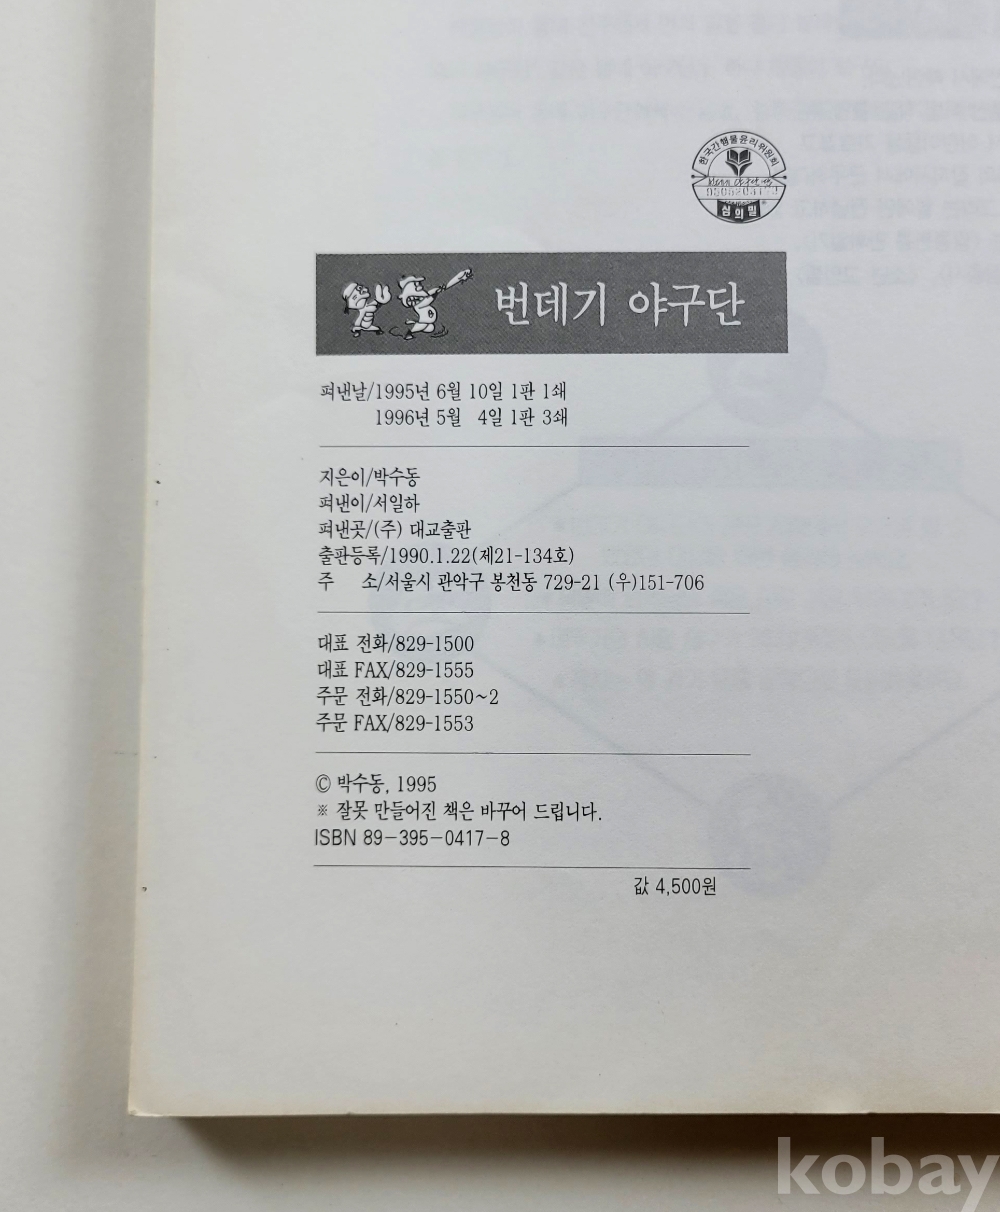 한국간행물윤리위원회
심의필
번데기 야구단
펴낸날/1995년 6월 10일 1판 1쇄
1996년 5월 4일 1판 3쇄
지은이/박수동
펴낸이/서일하
펴낸곳/(주) 대교출판
출판등록/1990.1.22(제21-134호)
주 소/서울시 관악구 봉천동 729-21 (우)151-706
대표 전화/829-1500
대표 FAX/829-1555
주문 전화/829-1550~2
주문 FAX/829-1553
© 박수동, 1995
※ 잘못 만들어진 책은 바꾸어 드립니다.
ISBN 89-395-0417-8
값 4,500원
kobay